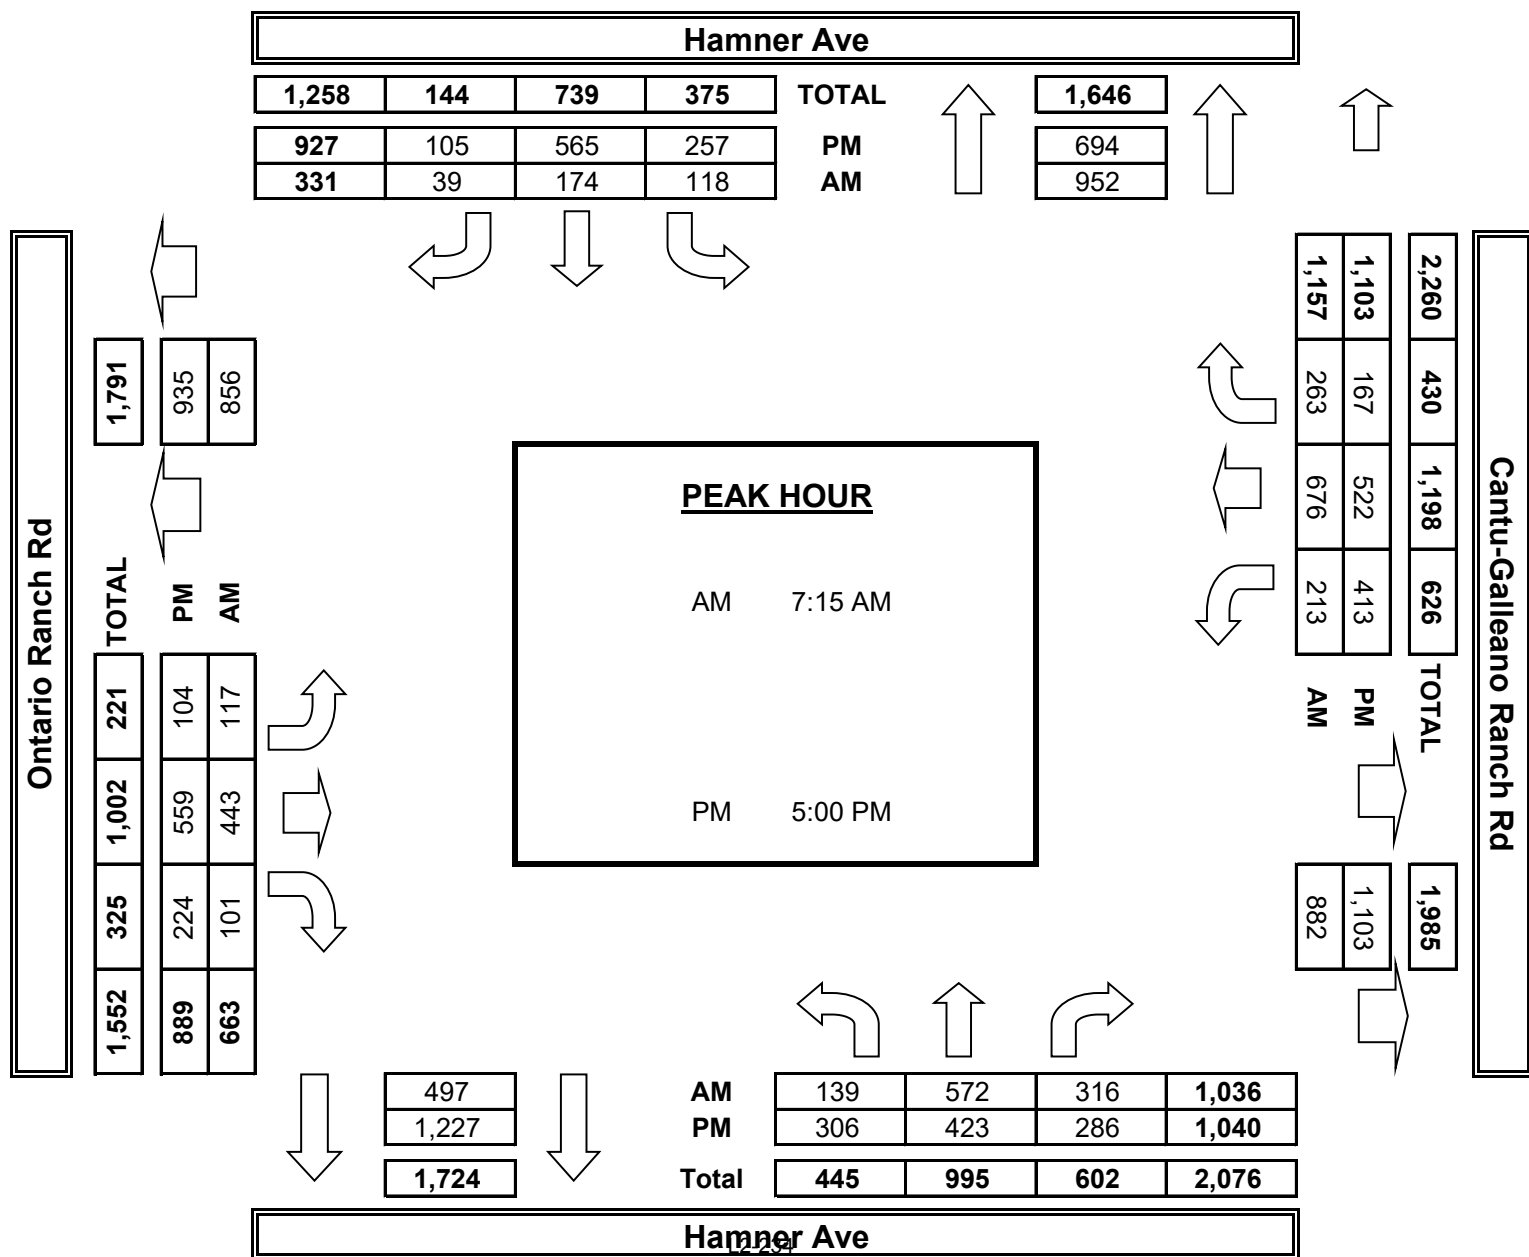 Hamner Ave
1,258 144 739 375 TOTAL 1,646
927 105 565 257 PM 694
331 39 174 118 AM 952
Ontario Ranch Rd
1,791 935 856
TOTAL PM AM
221 104 117
1,002 559 443
325 224 101
1,552 889 663
PEAK HOUR
AM 7:15 AM
PM 5:00 PM
1,157 1,103 2,260
263 167 430
676 522 1,198
213 413 626
AM PM TOTAL
882 1,103 1,985
Cantu-Galleano Ranch Rd
497 AM 139 572 316 1,036
1,227 PM 306 423 286 1,040
1,724 Total 445 995 602 2,076
Hamner Ave
L2-234